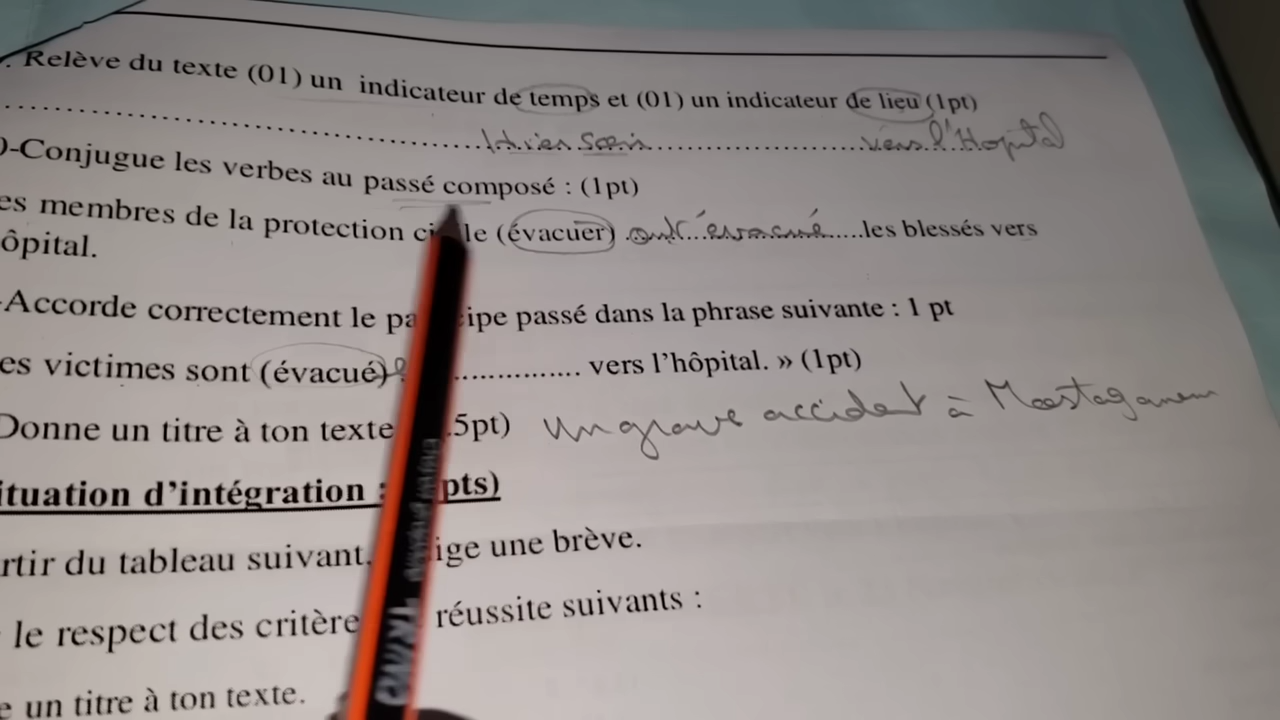 . Relève du texte (01) un indicateur de temps et (01) un indicateur de lieu (1pt)
hier soir vers l'Hopital
)-Conjugue les verbes au passé composé : (1pt)
es membres de la protection ci le (évacuer) ont évacué les blessés vers
ôpital.
-Accorde correctement le pa ipe passé dans la phrase suivante : 1 pt
es victimes sont (évacué) vers l'hôpital. » (1pt)
Donne un titre à ton texte .5pt) Un grave accident à Mostaganem
ituation d'intégration : pts)
rtir du tableau suivant, ige une brève.
le respect des critère réussite suivants :
e un titre à ton texte.